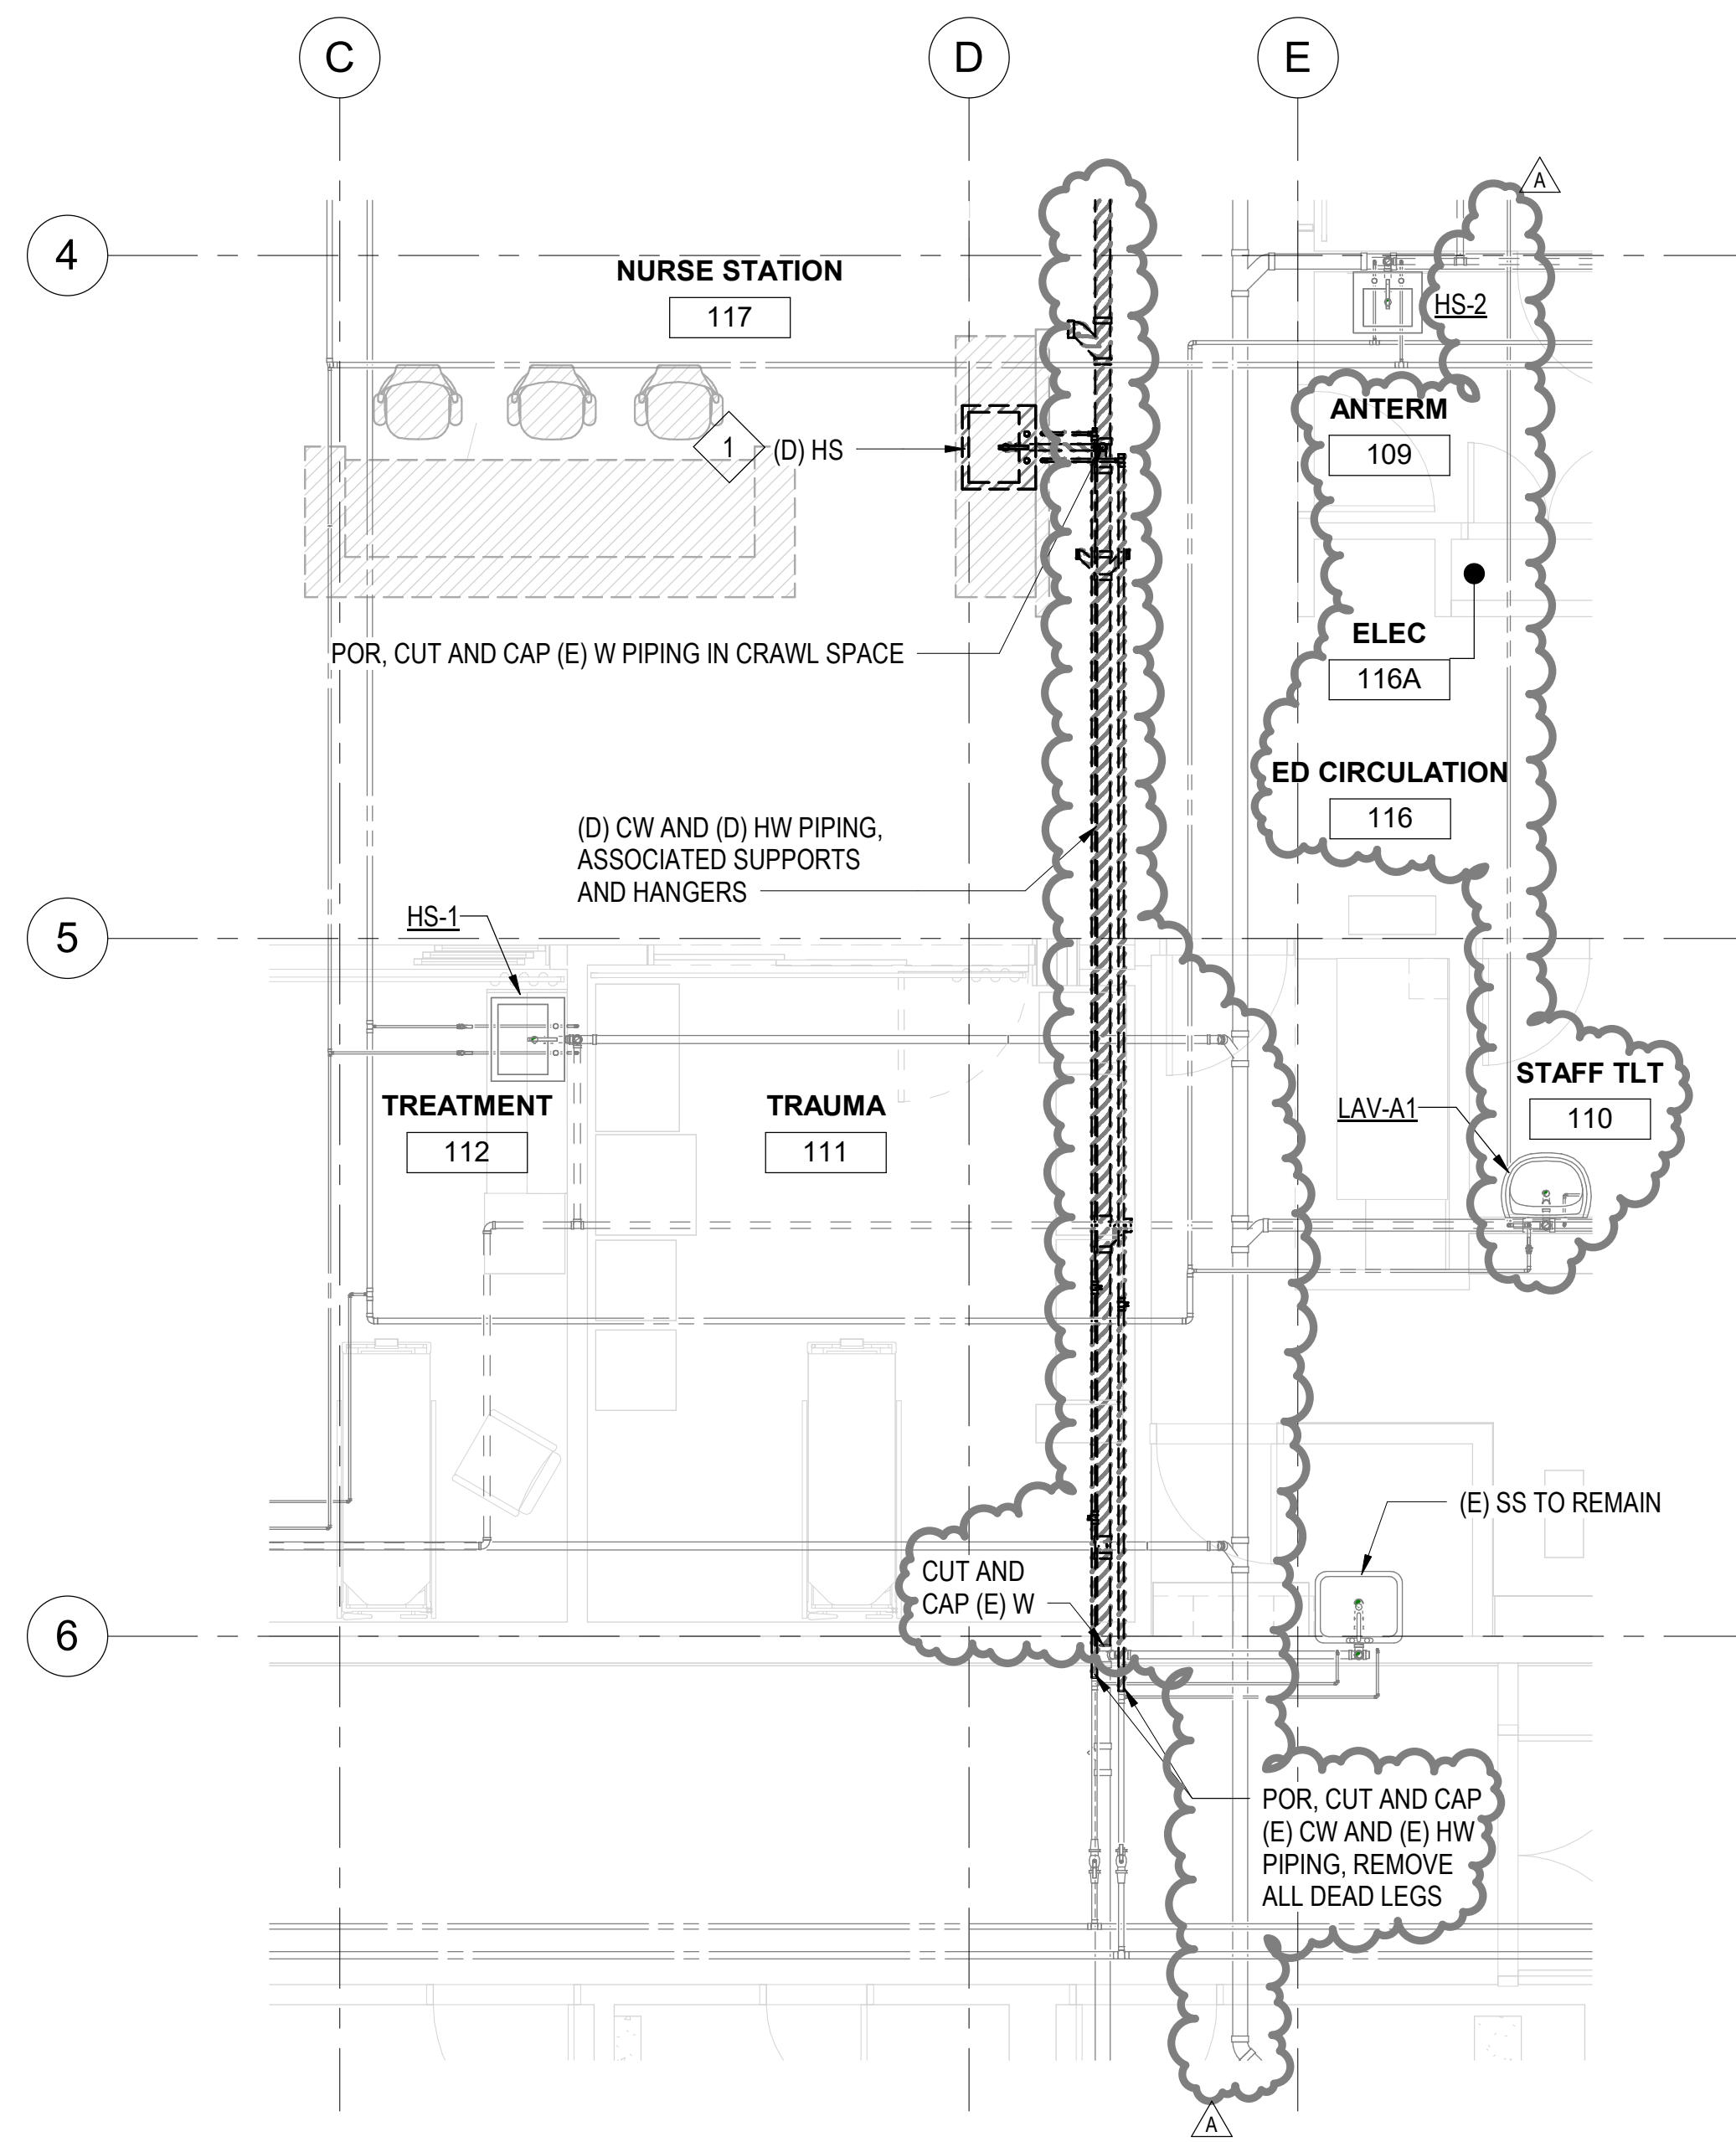 C
D
E
A
4
NURSE STATION
117
HS-2
ANTERM
109
1
(D) HS
ELEC
116A
POR, CUT AND CAP (E) W PIPING IN CRAWL SPACE
ED CIRCULATION
116
(D) CW AND (D) HW PIPING,
ASSOCIATED SUPPORTS
AND HANGERS
HS-1
5
STAFF TLT
110
LAV-A1
TREATMENT
112
TRAUMA
111
(E) SS TO REMAIN
CUT AND
CAP (E) W
6
POR, CUT AND CAP
(E) CW AND (E) HW
PIPING, REMOVE
ALL DEAD LEGS
A